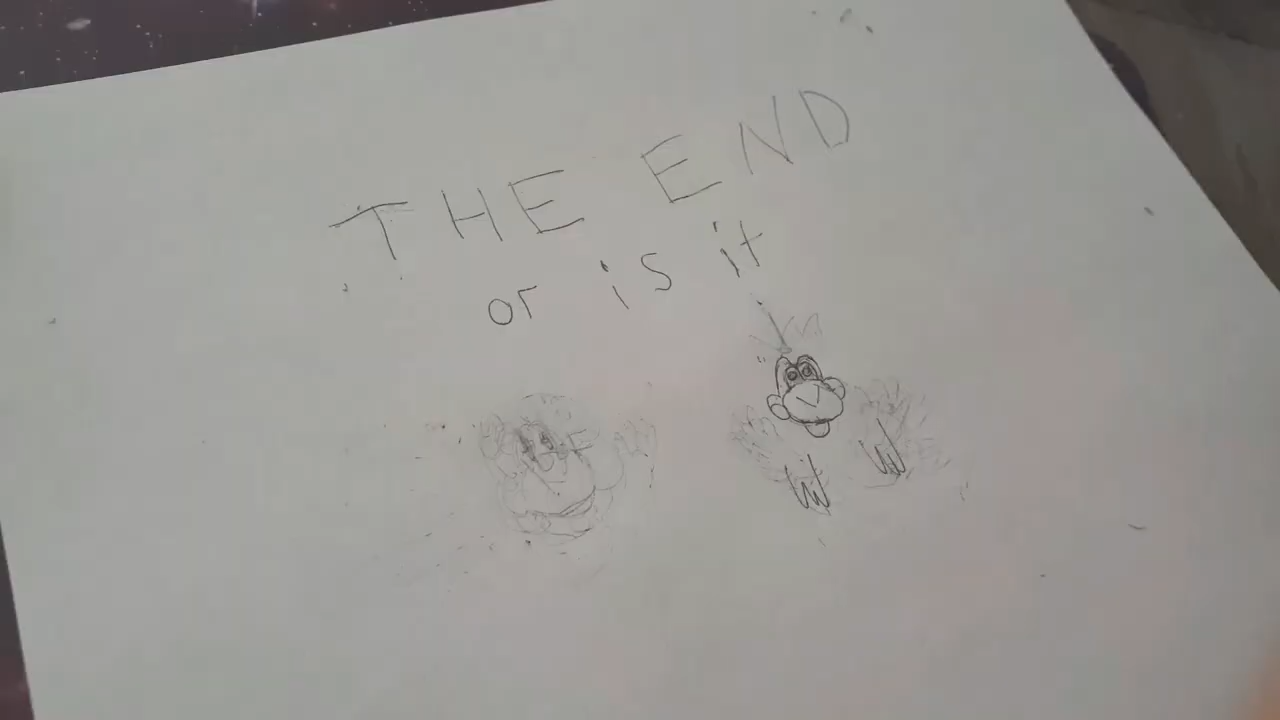 THE END
or is it